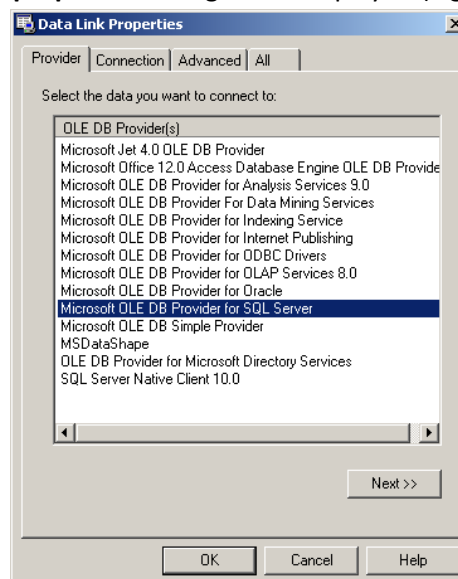 Data Link Properties
Provider Connection Advanced All
Select the data you want to connect to:
OLE DB Provider(s)
Microsoft Jet 4.0 OLE DB Provider
Microsoft Office 12.0 Access Database Engine OLE DB Provide
Microsoft OLE DB Provider for Analysis Services 9.0
Microsoft OLE DB Provider For Data Mining Services
Microsoft OLE DB Provider for Indexing Service
Microsoft OLE DB Provider for Internet Publishing
Microsoft OLE DB Provider for ODBC Drivers
Microsoft OLE DB Provider for OLAP Services 8.0
Microsoft OLE DB Provider for Oracle
Microsoft OLE DB Provider for SQL Server
Microsoft OLE DB Simple Provider
MSDataShape
OLE DB Provider for Microsoft Directory Services
SQL Server Native Client 10.0
Next >>
OK Cancel Help